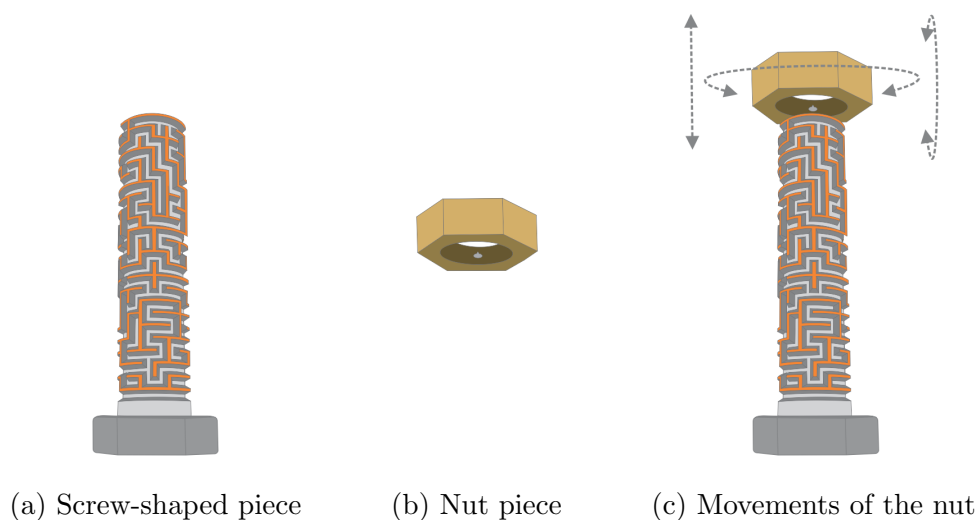 (a) Screw-shaped piece
(b) Nut piece
(c) Movements of the nut